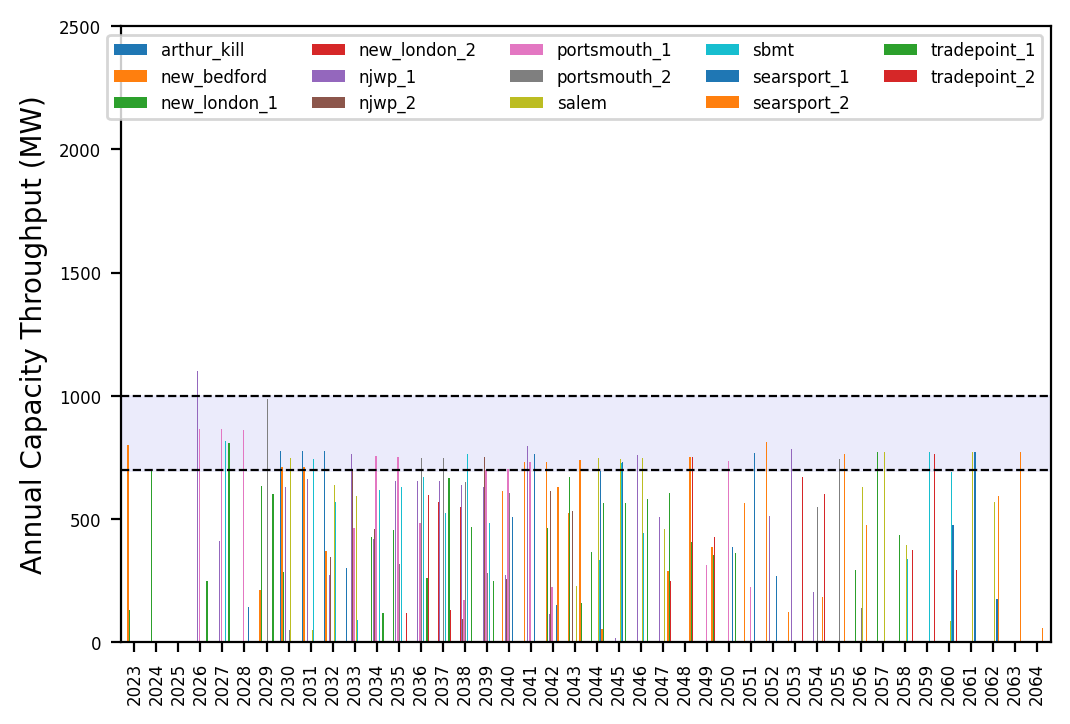 2500
arthur_kill new_london_2 portsmouth_1 sbmt tradepoint_1
new_bedford njwp_1 portsmouth_2 searsport_1 tradepoint_2
new_london_1 njwp_2 salem searsport_2
2000
1500
1000
500
0
Annual Capacity Throughput (MW)
2023 2024 2025 2026 2027 2028 2029 2030 2031 2032 2033 2034 2035 2036 2037 2038 2039 2040 2041 2042 2043 2044 2045 2046 2047 2048 2049 2050 2051 2052 2053 2054 2055 2056 2057 2058 2059 2060 2061 2062 2063 2064